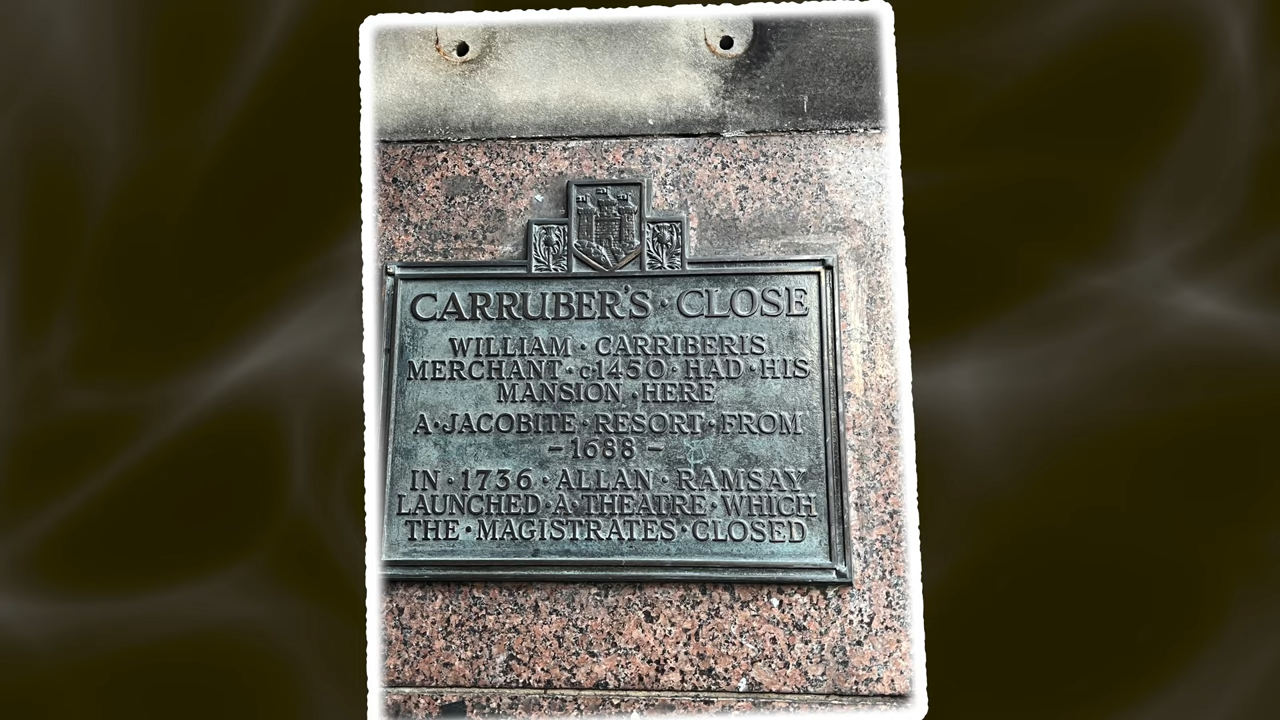 CARRUBER'S · CLOSE
WILLIAM · CARRIBERIS
MERCHANT · c1450 · HAD · HIS
MANSION · HERE
A · JACOBITE · RESORT · FROM
- 1688 -
IN · 1736 · ALLAN · RAMSAY
LAUNCHED · A · THEATRE · WHICH
THE · MAGISTRATES · CLOSED